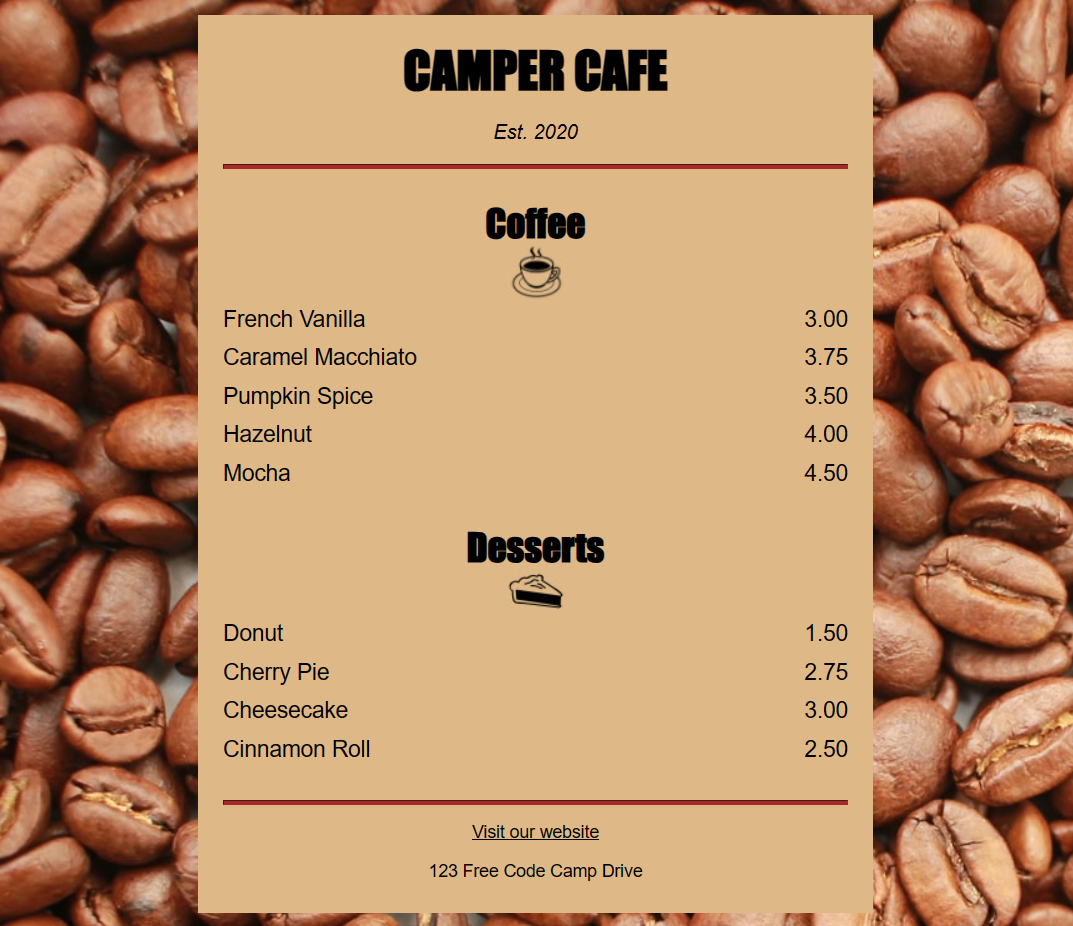 CAMPER CAFE
Est. 2020
Coffee
French Vanilla 3.00
Caramel Macchiato 3.75
Pumpkin Spice 3.50
Hazelnut 4.00
Mocha 4.50
Desserts
Donut 1.50
Cherry Pie 2.75
Cheesecake 3.00
Cinnamon Roll 2.50
Visit our website
123 Free Code Camp Drive